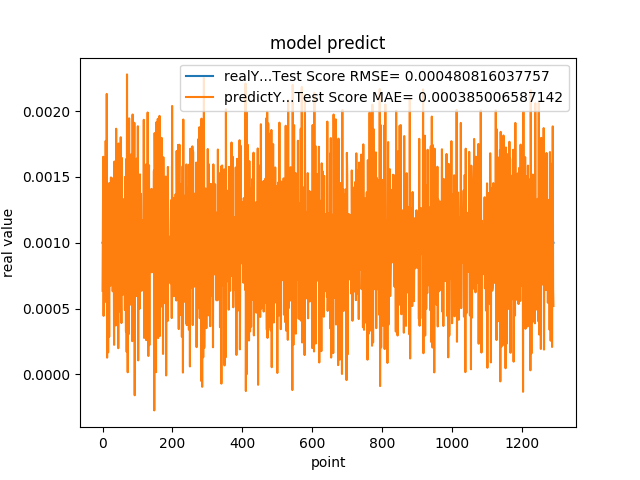 model predict
realY...Test Score RMSE= 0.000480816037757
predictY...Test Score MAE= 0.000385006587142
0.0020
0.0015
0.0010
0.0005
0.0000
real value
0
200
400
600
800
1000
1200
point